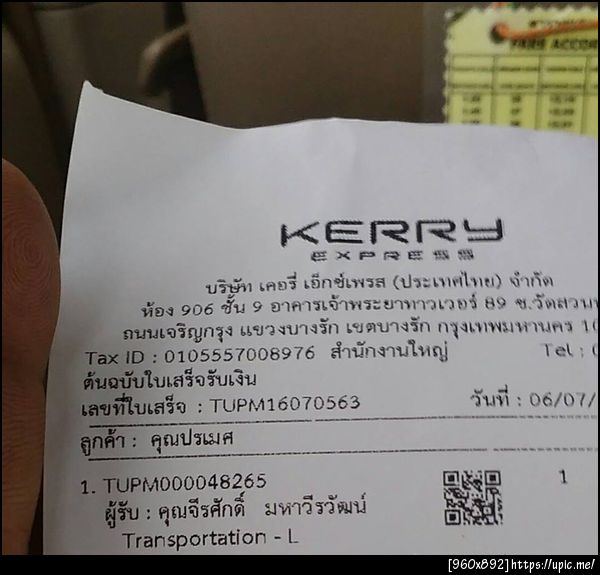 FARE ACCOR
KERRY
EXPRESS
บริษัท เคอรี่ เอ็กซ์เพรส (ประเทศไทย) จำกัด
ห้อง 906 ชั้น 9 อาคารเจ้าพระยาทาวเวอร์ 89 ซ.วัดสวน
ถนนเจริญกรุง แขวงบางรัก เขตบางรัก กรุงเทพมหานคร 10
Tax ID : 0105557008976 สำนักงานใหญ่ Tel :
ต้นฉบับใบเสร็จรับเงิน
เลขที่ใบเสร็จ : TUPM16070563 วันที่ : 06/07/
ลูกค้า : คุณปรเมศ
1. TUPM000048265 1
ผู้รับ : คุณจีรศักดิ์ มหาวีรวัฒน์
Transportation - L
[960x892]https://upic.me/